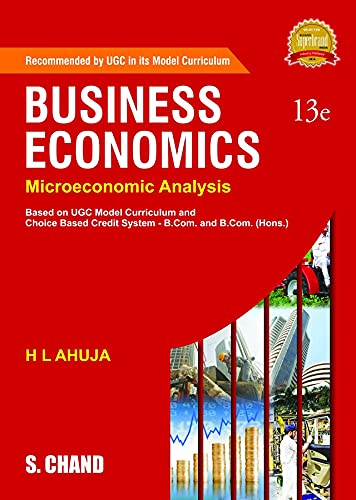 Recommended by UGC in its Model Curriculum
Superbrand
BUSINESS
ECONOMICS
13e
Microeconomic Analysis
Based on UGC Model Curriculum and
Choice Based Credit System - B.Com. and B.Com. (Hons.)
H L AHUJA
S. CHAND